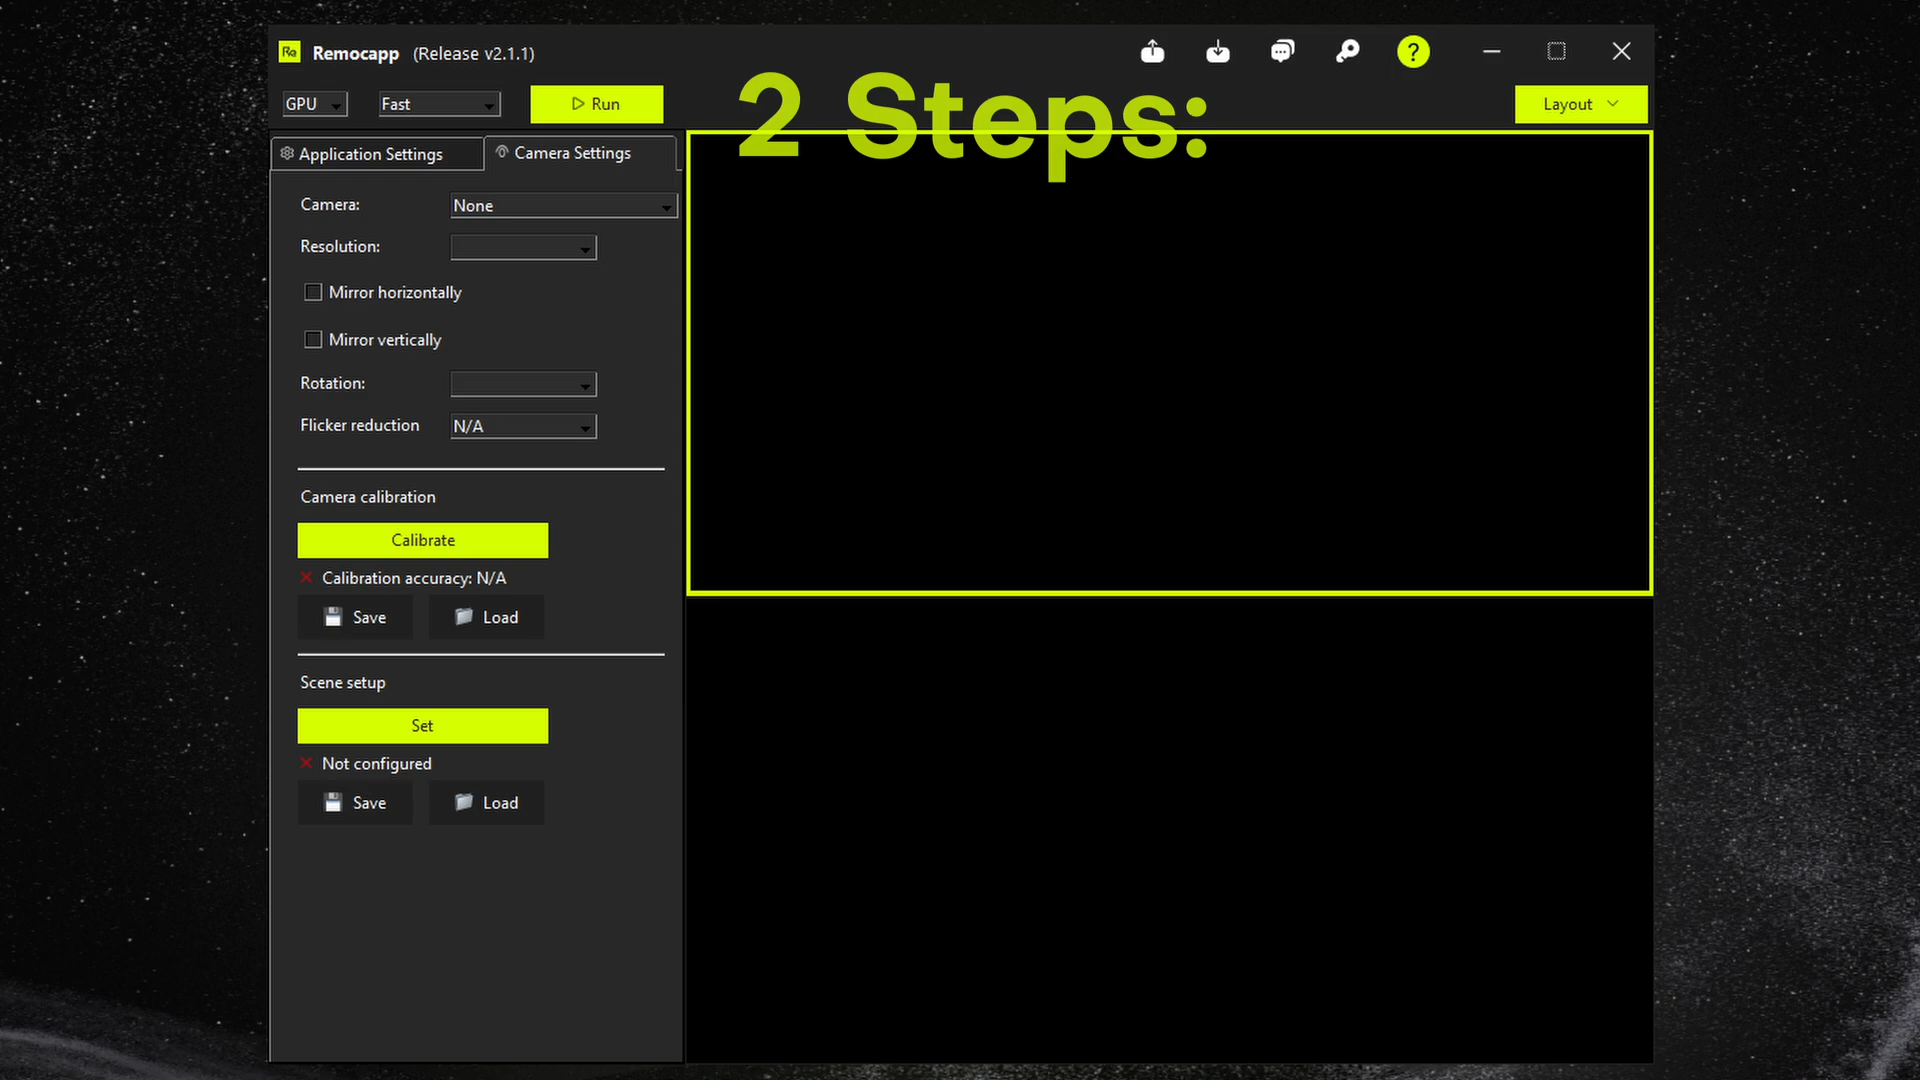 Re Remocapp (Release v2.1.1) ?
2 Steps:
GPU Fast Run Layout
Application Settings Camera Settings
Camera: None
Resolution:
Mirror horizontally
Mirror vertically
Rotation:
Flicker reduction N/A
Camera calibration
Calibrate
Calibration accuracy: N/A
Save Load
Scene setup
Set
Not configured
Save Load